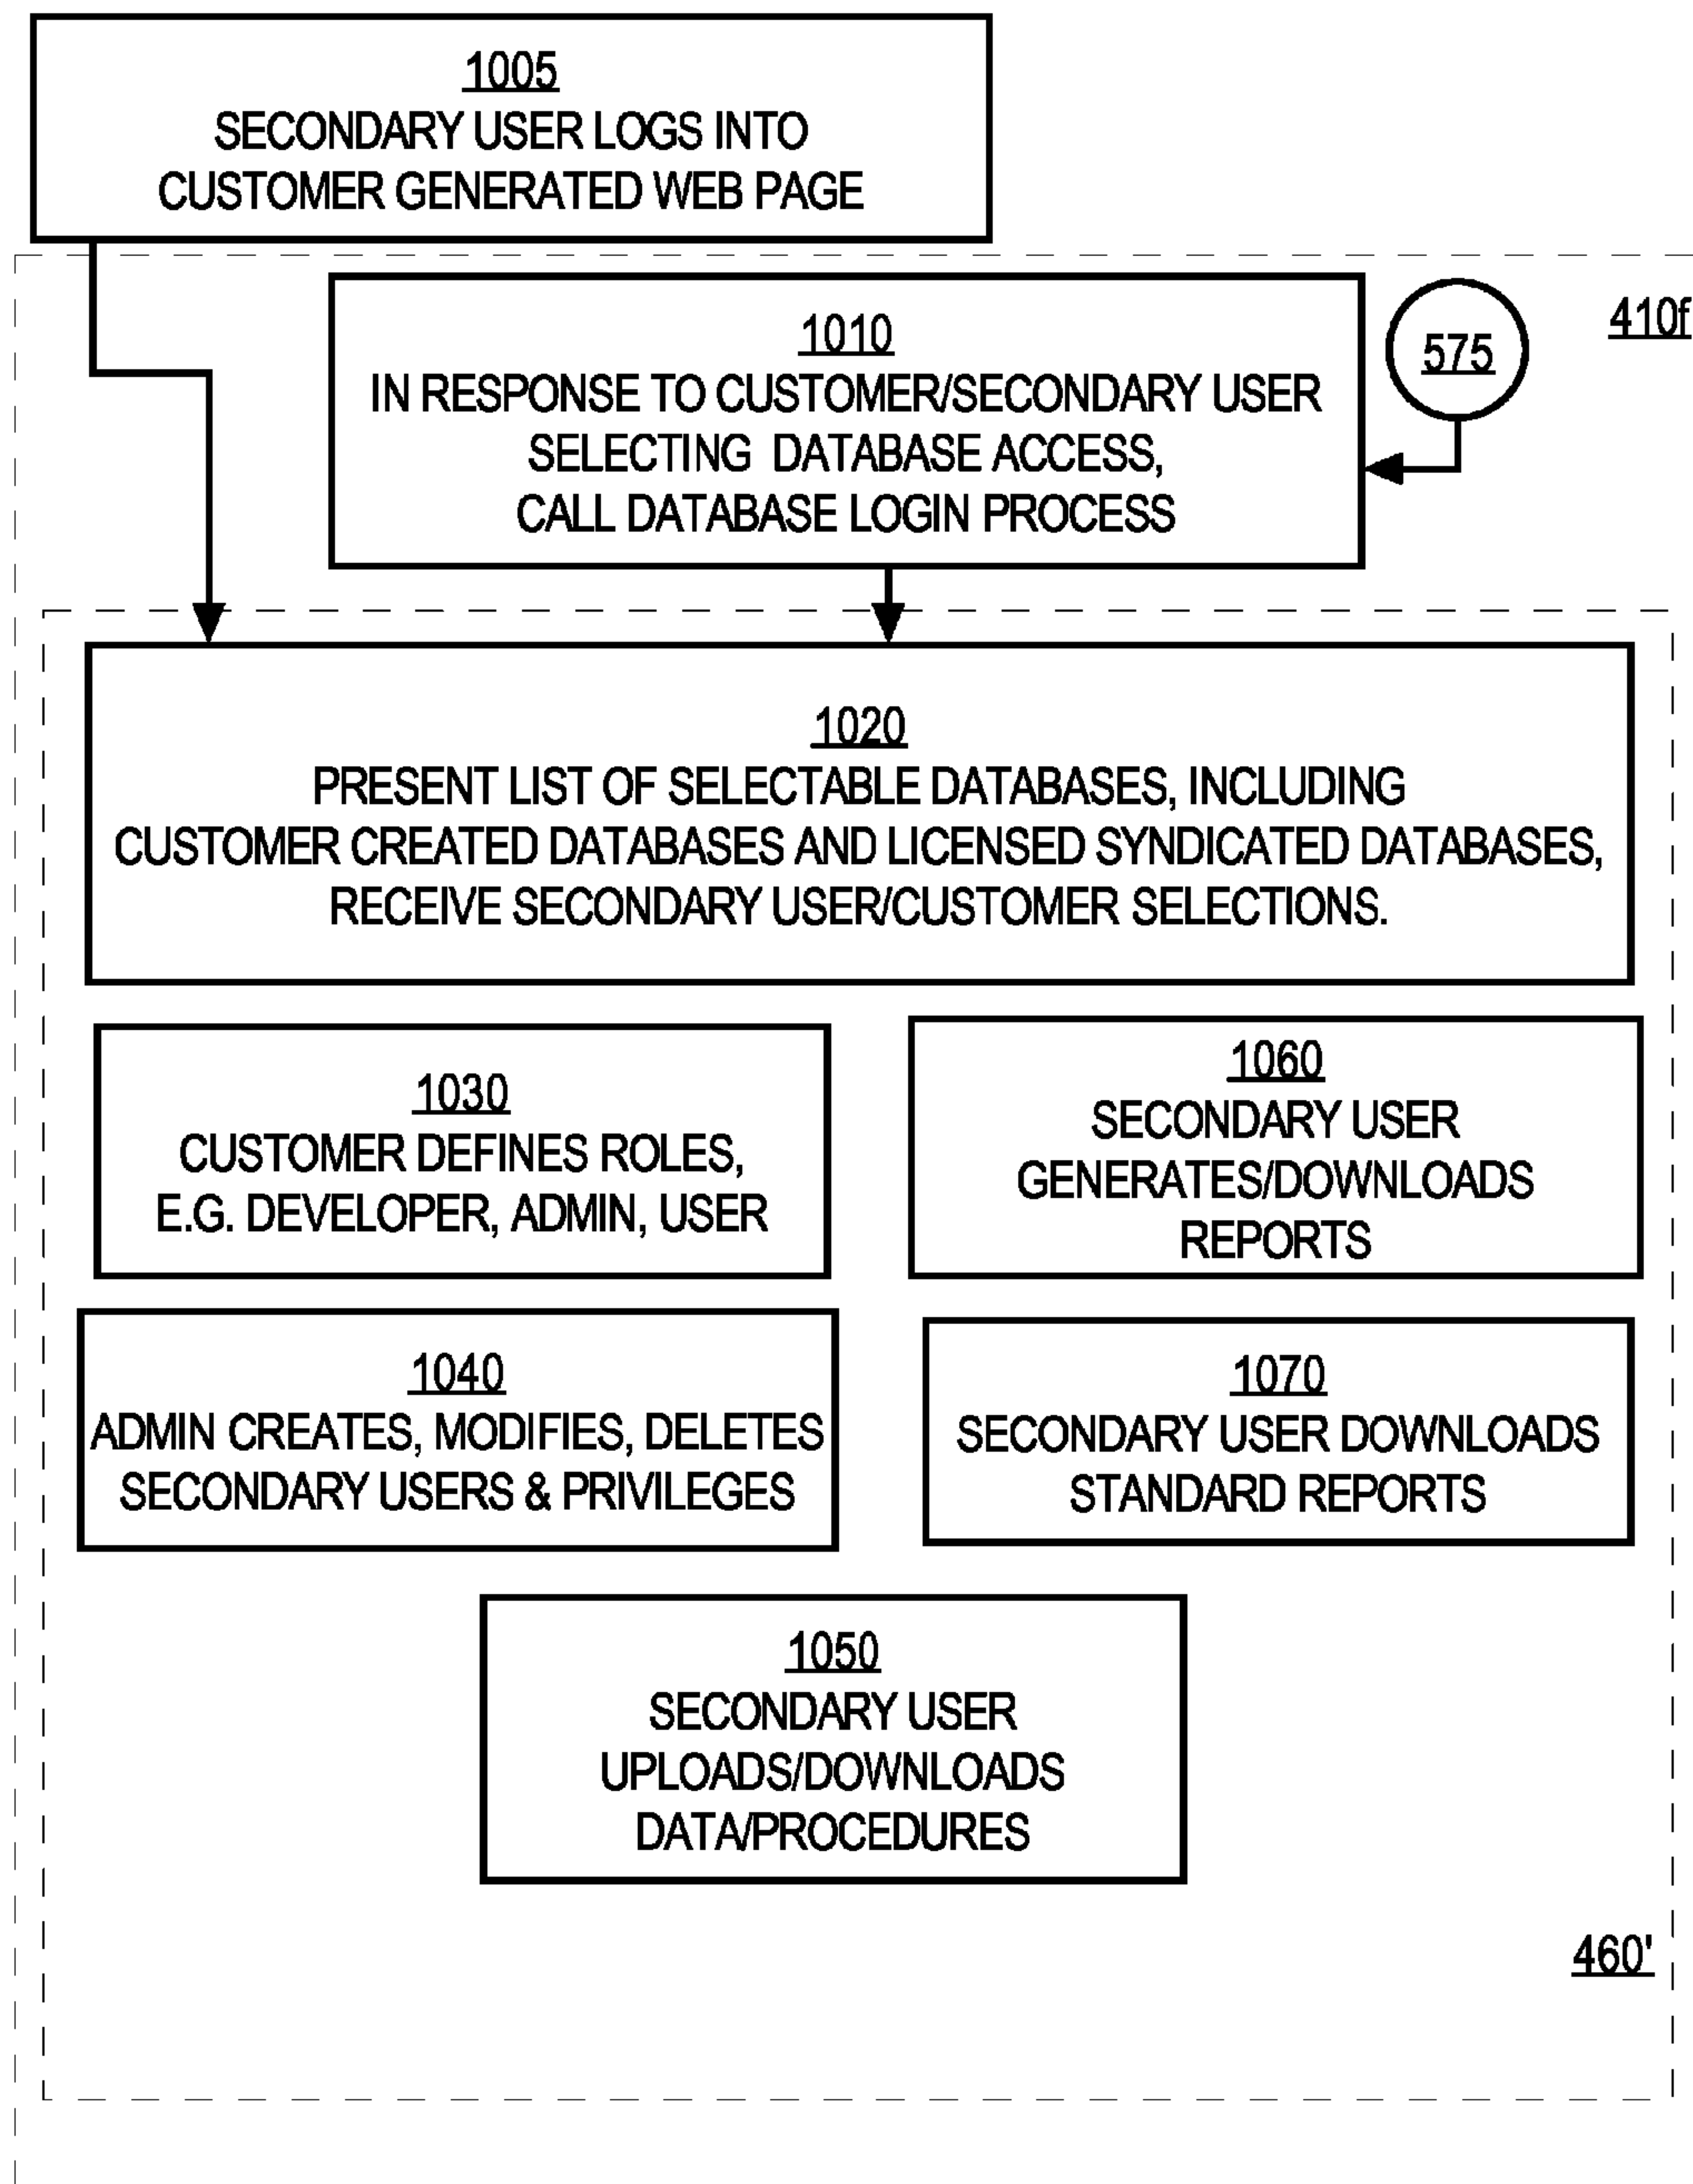 1005
SECONDARY USER LOGS INTO
CUSTOMER GENERATED WEB PAGE
410f
1010
IN RESPONSE TO CUSTOMER/SECONDARY USER
SELECTING DATABASE ACCESS,
CALL DATABASE LOGIN PROCESS
575
1020
PRESENT LIST OF SELECTABLE DATABASES, INCLUDING
CUSTOMER CREATED DATABASES AND LICENSED SYNDICATED DATABASES,
RECEIVE SECONDARY USER/CUSTOMER SELECTIONS.
1030
CUSTOMER DEFINES ROLES,
E.G. DEVELOPER, ADMIN, USER
1060
SECONDARY USER
GENERATES/DOWNLOADS
REPORTS
1040
ADMIN CREATES, MODIFIES, DELETES
SECONDARY USERS & PRIVILEGES
1070
SECONDARY USER DOWNLOADS
STANDARD REPORTS
1050
SECONDARY USER
UPLOADS/DOWNLOADS
DATA/PROCEDURES
460'